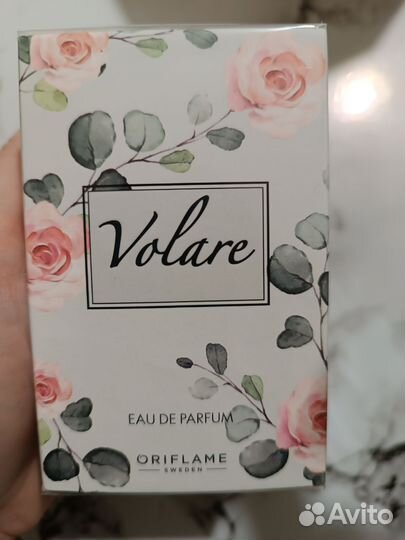 Volare
EAU DE PARFUM
ORIFLAME
SWEDEN
Avito